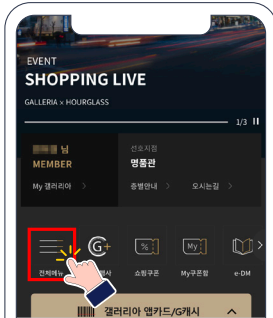 EVENT
SHOPPING LIVE
GALLERIA × HOURGLASS
1/3
님
MEMBER
My 갤러리아 >
선호지점
명품관
층별안내 >
오시는길 >
G+
%
My
전체메뉴
사
쇼핑쿠폰
My쿠폰함
e-DM
갤러리아 앱카드/G캐시